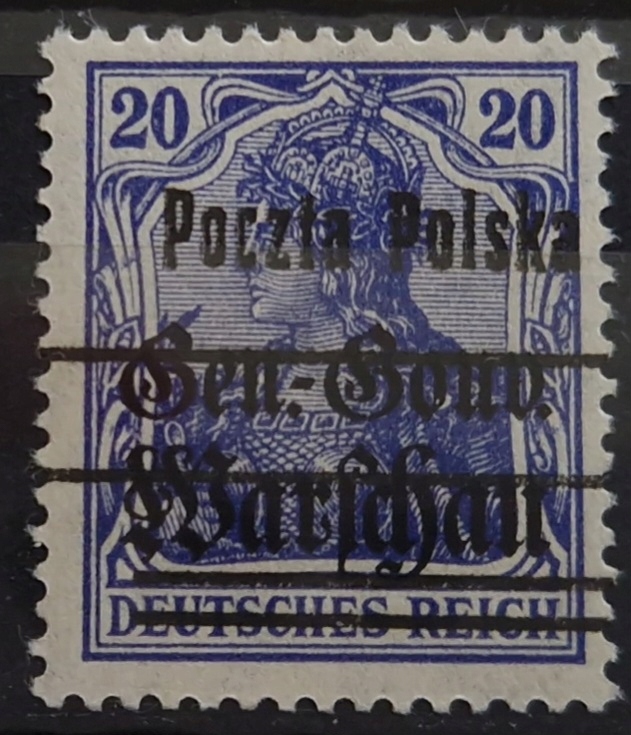 20 20
Poczta Polska
Gen.-Gouv.
Warschau
DEUTSCHES REICH